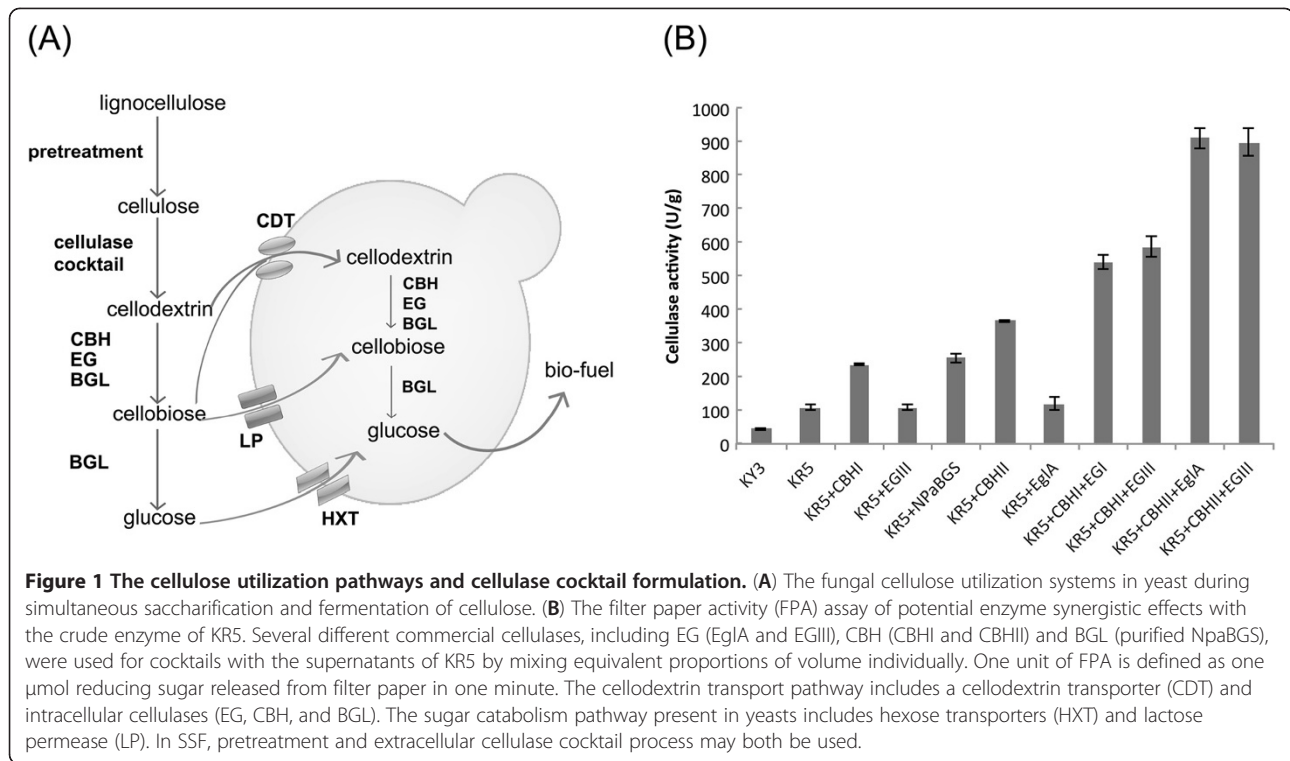 (A)
lignocellulose
pretreatment
cellulose
cellulase
cocktail
cellodextrin
CBH
EG
BGL
cellobiose
BGL
glucose
CDT
cellodextrin
CBH
EG
BGL
cellobiose
BGL
glucose
LP
HXT
bio-fuel
(B)
Cellulase activity (U/g)
1000
900
800
700
600
500
400
300
200
100
0
KY3
KR5
KR5+CBHI
KR5+EGIII
KR5+NPaBGS
KR5+CBHII
KR5+EglA
KR5+CBHI+EGI
KR5+CBHI+EGIII
KR5+CBHII+EglA
KR5+CBHII+EGIII
Figure 1 The cellulose utilization pathways and cellulase cocktail formulation. (A) The fungal cellulose utilization systems in yeast during
simultaneous saccharification and fermentation of cellulose. (B) The filter paper activity (FPA) assay of potential enzyme synergistic effects with
the crude enzyme of KR5. Several different commercial cellulases, including EG (EglA and EGIII), CBH (CBHI and CBHII) and BGL (purified NpaBGS),
were used for cocktails with the supernatants of KR5 by mixing equivalent proportions of volume individually. One unit of FPA is defined as one
μmol reducing sugar released from filter paper in one minute. The cellodextrin transport pathway includes a cellodextrin transporter (CDT) and
intracellular cellulases (EG, CBH, and BGL). The sugar catabolism pathway present in yeasts includes hexose transporters (HXT) and lactose
permease (LP). In SSF, pretreatment and extracellular cellulase cocktail process may both be used.